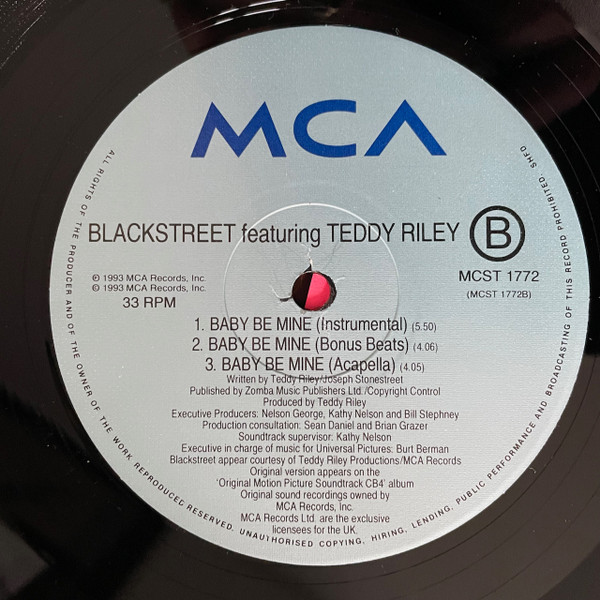 MCA
BLACKSTREET featuring TEDDY RILEY
B
℗ 1993 MCA Records, Inc.
© 1993 MCA Records, Inc.
33 RPM
MCST 1772
(MCST 1772B)
1. BABY BE MINE (Instrumental) (5.50)
2. BABY BE MINE (Bonus Beats) (4.06)
3. BABY BE MINE (Acapella) (4.05)
Written by Teddy Riley/Joseph Stonestreet
Published by Zomba Music Publishers Ltd./Copyright Control
Produced by Teddy Riley
Executive Producers: Nelson George, Kathy Nelson and Bill Stephney
Production consultation: Sean Daniel and Brian Grazer
Soundtrack supervisor: Kathy Nelson
Executive in charge of music for Universal Pictures: Burt Berman
Blackstreet appear courtesy of Teddy Riley Productions/MCA Records
Original version appears on the
'Original Motion Picture Soundtrack CB4' album
Original sound recordings owned by
MCA Records, Inc.
MCA Records Ltd. are the exclusive
licensees for the UK.
ALL RIGHTS OF THE PRODUCER AND OF THE OWNER OF THE WORK REPRODUCED RESERVED. UNAUTHORISED COPYING, HIRING, LENDING, PUBLIC PERFORMANCE AND BROADCASTING OF THIS RECORD PROHIBITED. SHFO